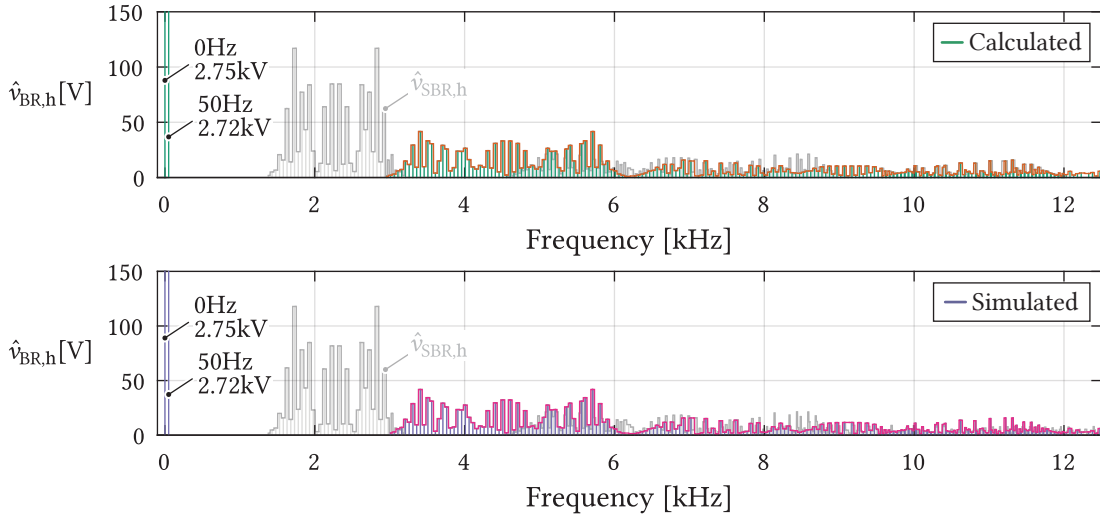 150
100
50
0
v̂BR,h[V]
0Hz
2.75kV
50Hz
2.72kV
v̂SBR,h
Calculated
0 2 4 6 8 10 12
Frequency [kHz]
150
100
50
0
v̂BR,h[V]
0Hz
2.75kV
50Hz
2.72kV
v̂SBR,h
Simulated
0 2 4 6 8 10 12
Frequency [kHz]